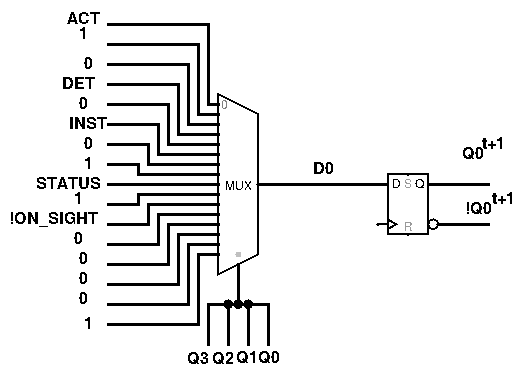 ACT
1
0
0
DET
0
INST
0
1
STATUS
1
!ON_SIGHT
0
0
0
0
1
MUX
D0
D S Q
R
Q0^t+1
!Q0^t+1
Q3 Q2 Q1 Q0